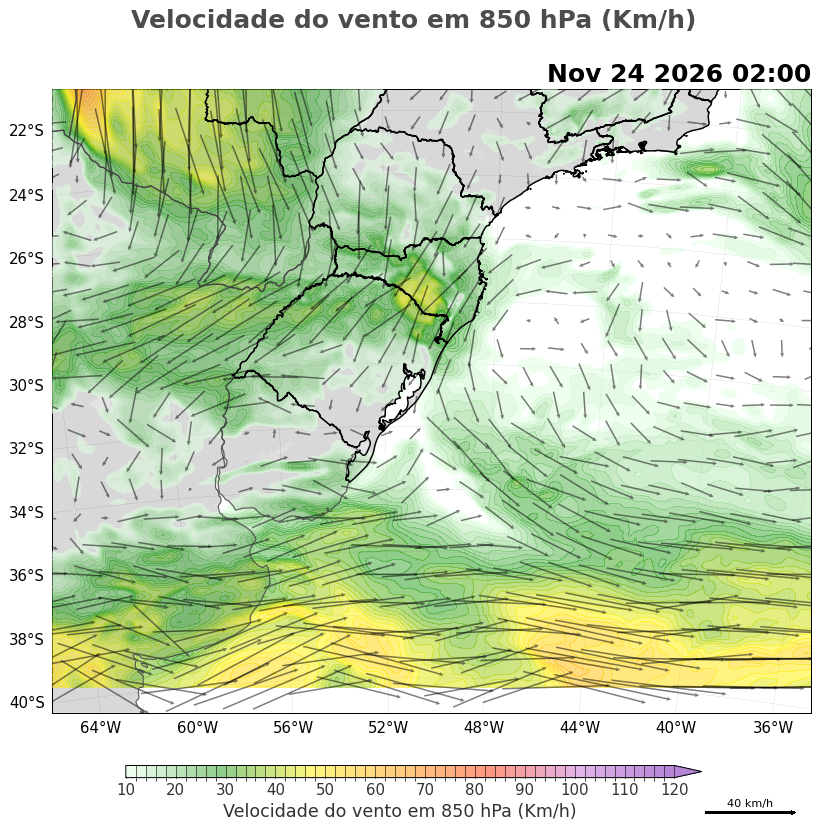 Velocidade do vento em 850 hPa (Km/h)
Nov 24 2026 02:00
22°S
24°S
26°S
28°S
30°S
32°S
34°S
36°S
38°S
40°S
64°W 60°W 56°W 52°W 48°W 44°W 40°W 36°W
10 20 30 40 50 60 70 80 90 100 110 120
Velocidade do vento em 850 hPa (Km/h)
40 km/h